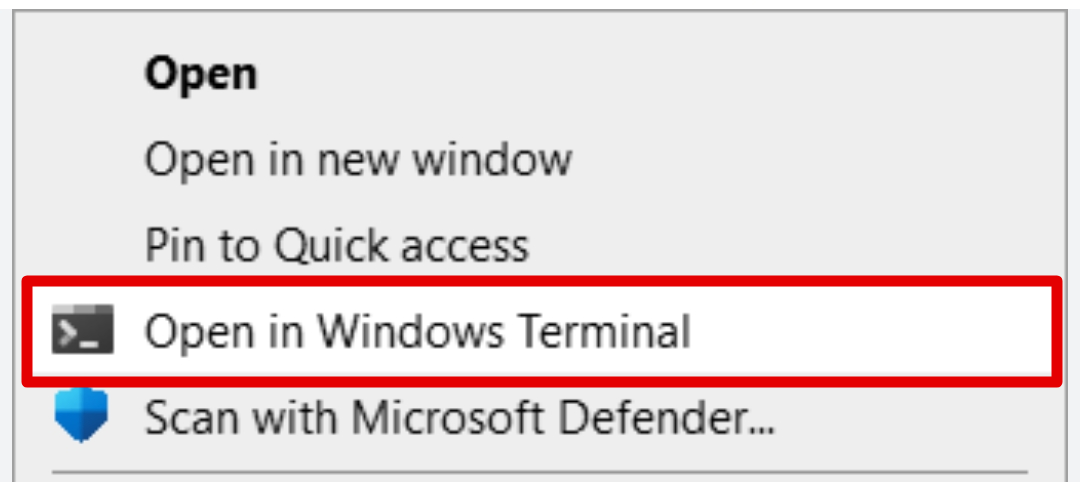 Open
Open in new window
Pin to Quick access
Open in Windows Terminal
Scan with Microsoft Defender...